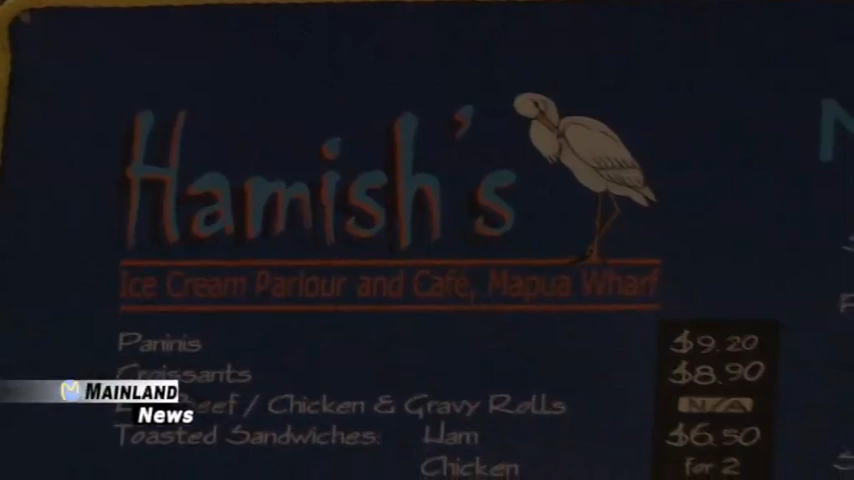 Hamish's
Ice Cream Parlour and Café, Mapua Wharf
Paninis $9.20
Croissants $8.90
Beef / Chicken & Gravy Rolls N/A
Toasted Sandwiches: Ham $6.50
Chicken for 2
MAINLAND
News